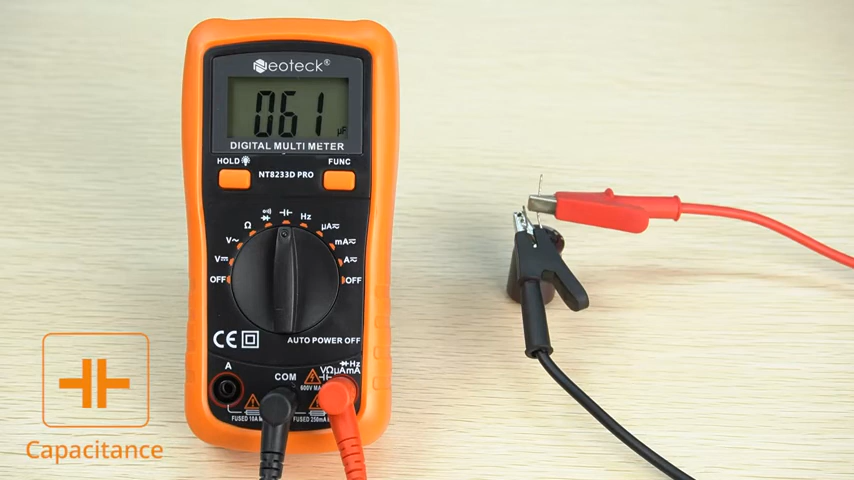 Neoteck®
061
µF
DIGITAL MULTI METER
HOLD
FUNC
NT8233D PRO
Hz
Ω
µA
V~
mA
V
A
OFF
OFF
CE
AUTO POWER OFF
A
COM
Hz
VΩµAmA
600V
FUSED 10A
FUSED 250mA
Capacitance